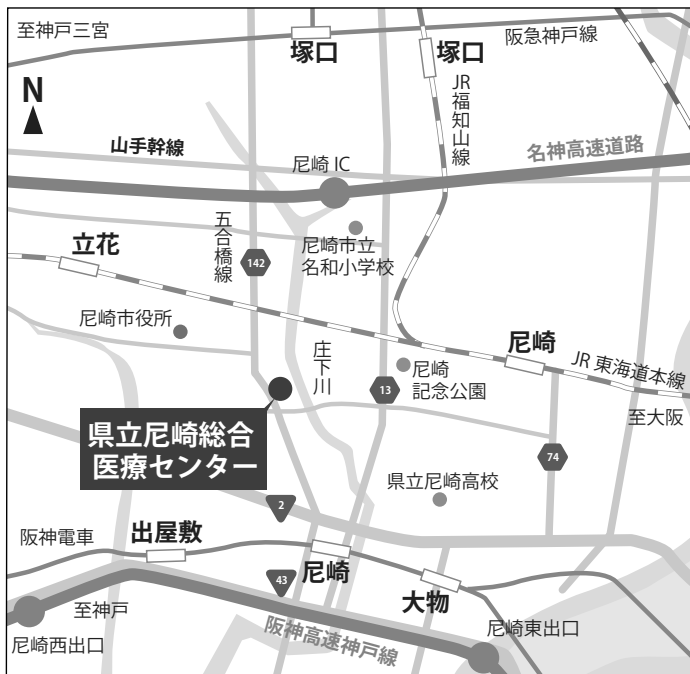 至神戸三宮
阪急神戸線
塚口
塚口
N
JR福知山線
山手幹線
尼崎 IC
名神高速道路
五合橋線
尼崎市立
名和小学校
立花
142
尼崎市役所
庄下川
尼崎
JR 東海道本線
尼崎
記念公園
13
至大阪
県立尼崎総合
医療センター
74
県立尼崎高校
2
阪神電車
出屋敷
尼崎
43
大物
至神戸
尼崎西出口
阪神高速神戸線
尼崎東出口